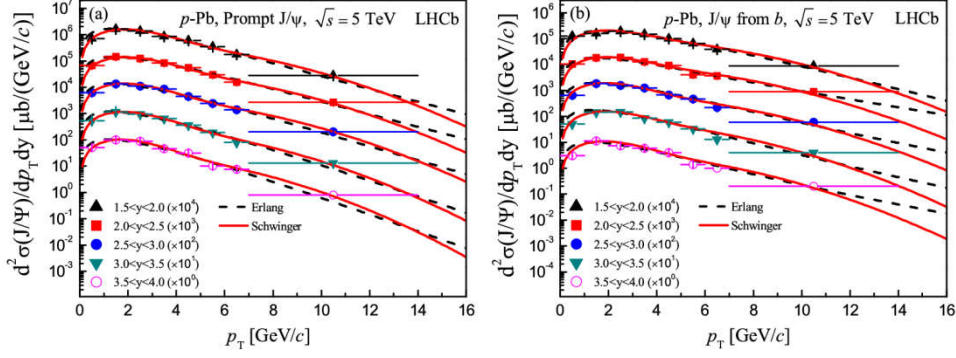 (a) p-Pb, Prompt J/ψ, √s = 5 TeV LHCb
d²σ(J/Ψ)/dp_T dy [μb/(GeV/c)]
10⁶
10⁵
10⁴
10³
10²
10¹
10⁰
10⁻¹
10⁻²
10⁻³
1.5<y<2.0 (×10⁴)
2.0<y<2.5 (×10³)
2.5<y<3.0 (×10²)
3.0<y<3.5 (×10¹)
3.5<y<4.0 (×10⁰)
Erlang
Schwinger
0 2 4 6 8 10 12 14 16
p_T [GeV/c]
(b) p-Pb, J/ψ from b, √s = 5 TeV LHCb
d²σ(J/Ψ)/dp_T dy [μb/(GeV/c)]
10⁶
10⁵
10⁴
10³
10²
10¹
10⁰
10⁻¹
10⁻²
10⁻³
10⁻⁴
1.5<y<2.0 (×10⁴)
2.0<y<2.5 (×10³)
2.5<y<3.0 (×10²)
3.0<y<3.5 (×10¹)
3.5<y<4.0 (×10⁰)
Erlang
Schwinger
0 2 4 6 8 10 12 14 16
p_T [GeV/c]